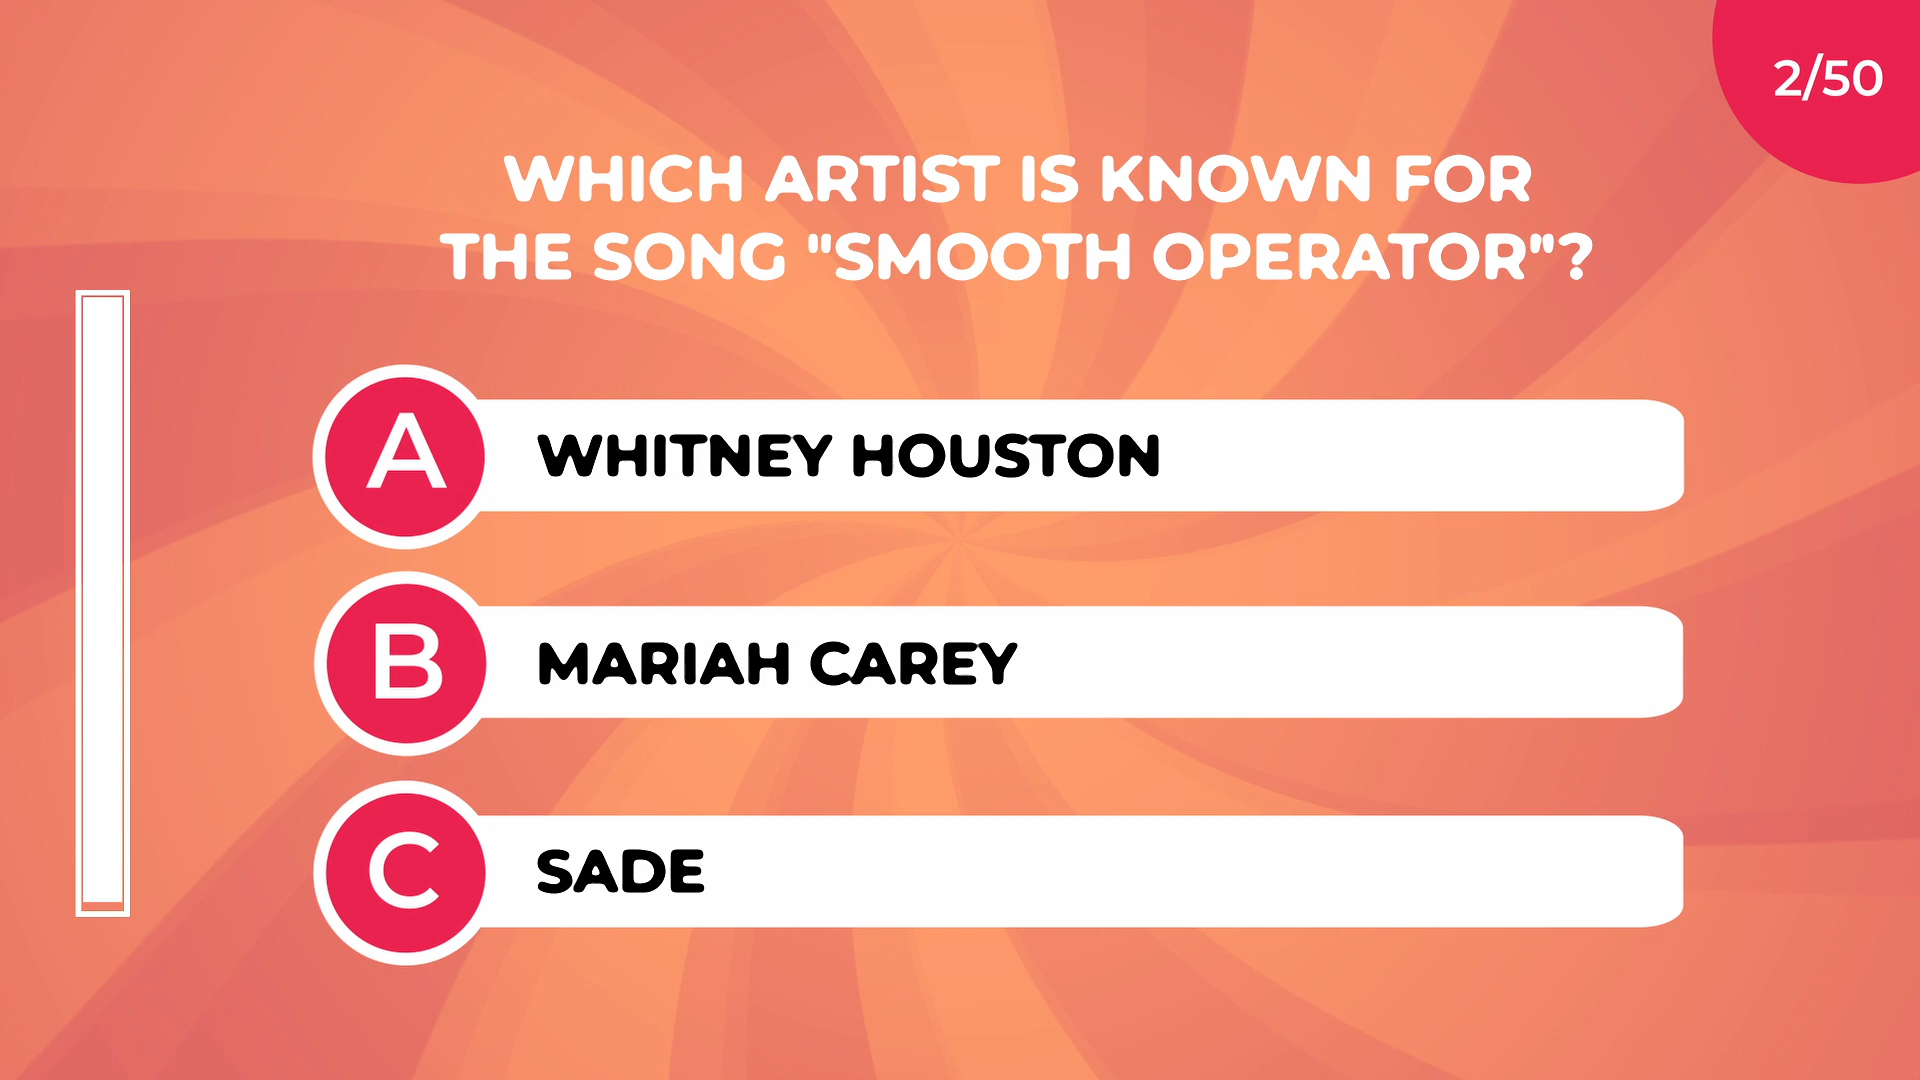 2/50
WHICH ARTIST IS KNOWN FOR
THE SONG "SMOOTH OPERATOR"?
A WHITNEY HOUSTON
B MARIAH CAREY
C SADE